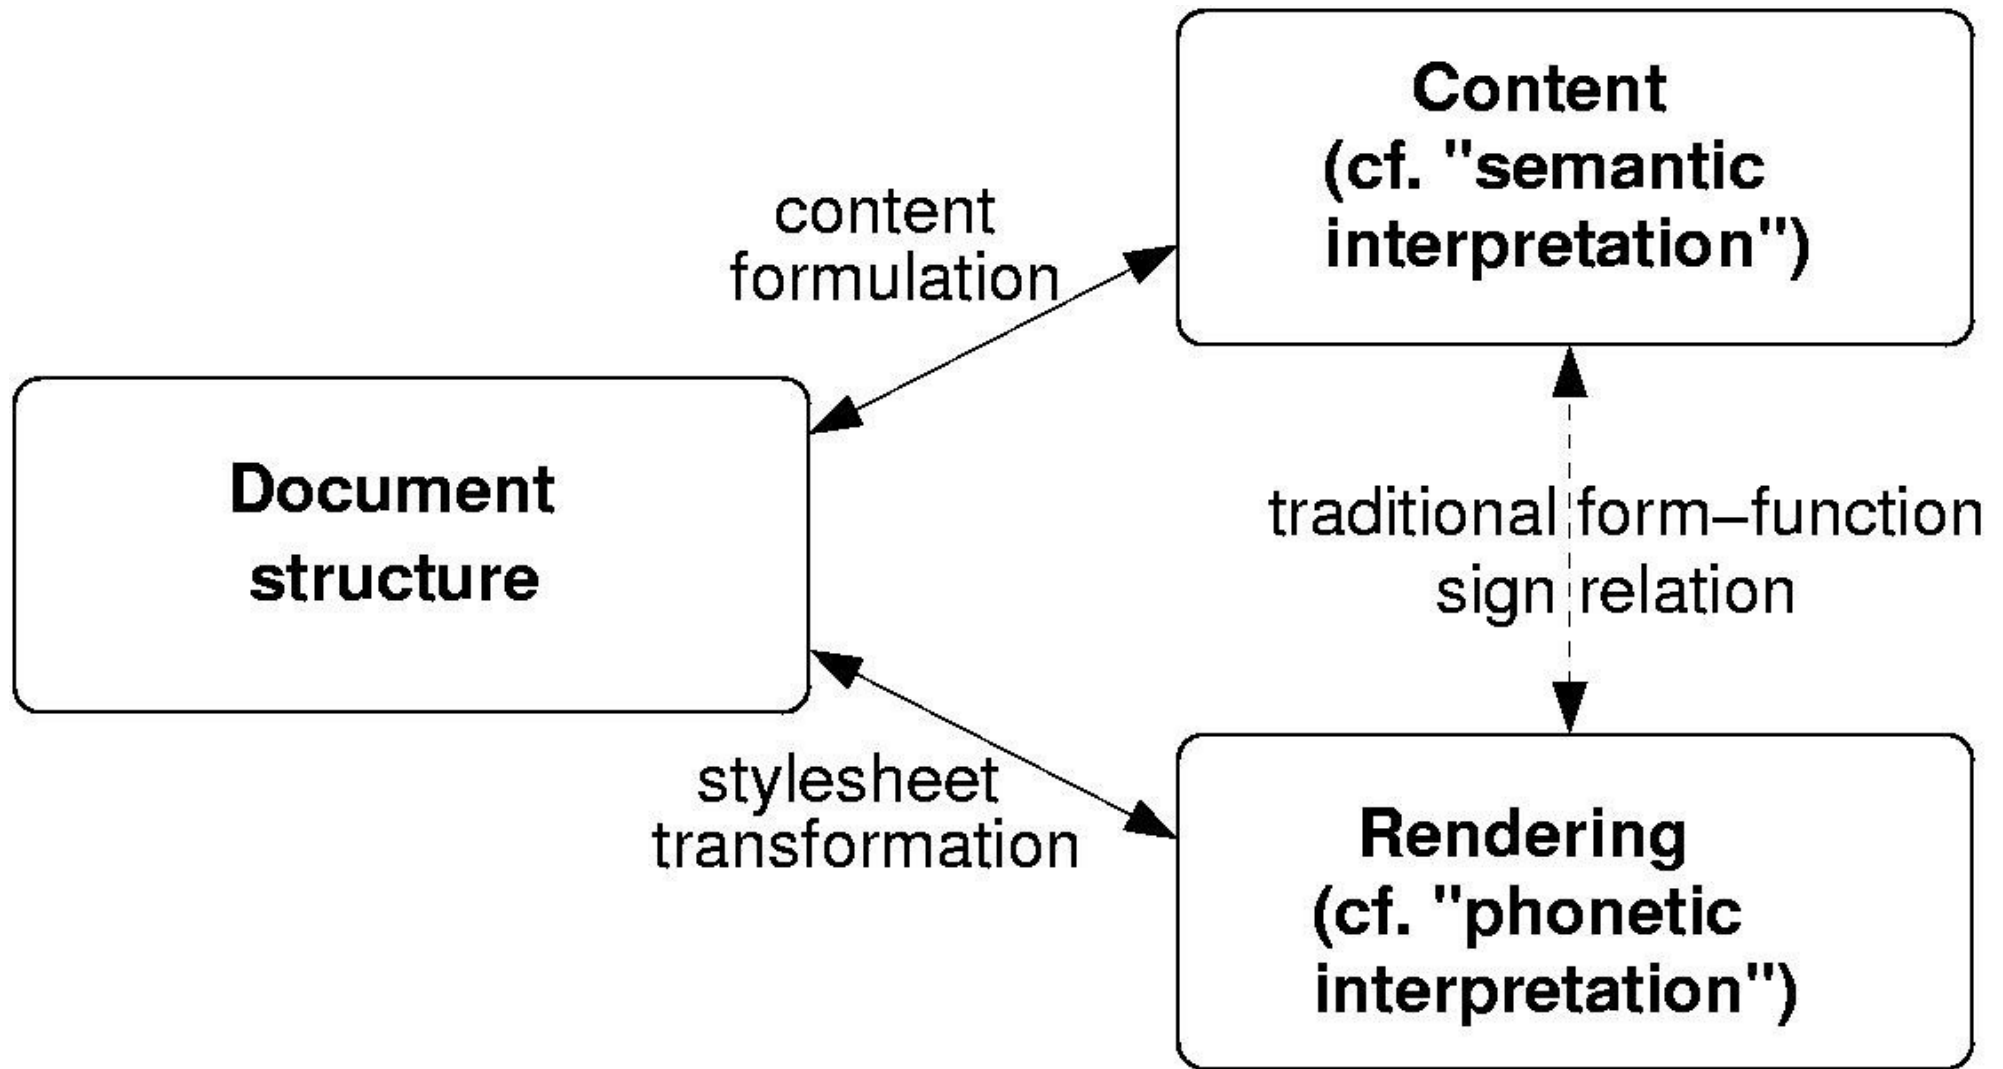 Content
(cf. "semantic
interpretation")
content
formulation
Document
structure
traditional form–function
sign relation
stylesheet
transformation
Rendering
(cf. "phonetic
interpretation")